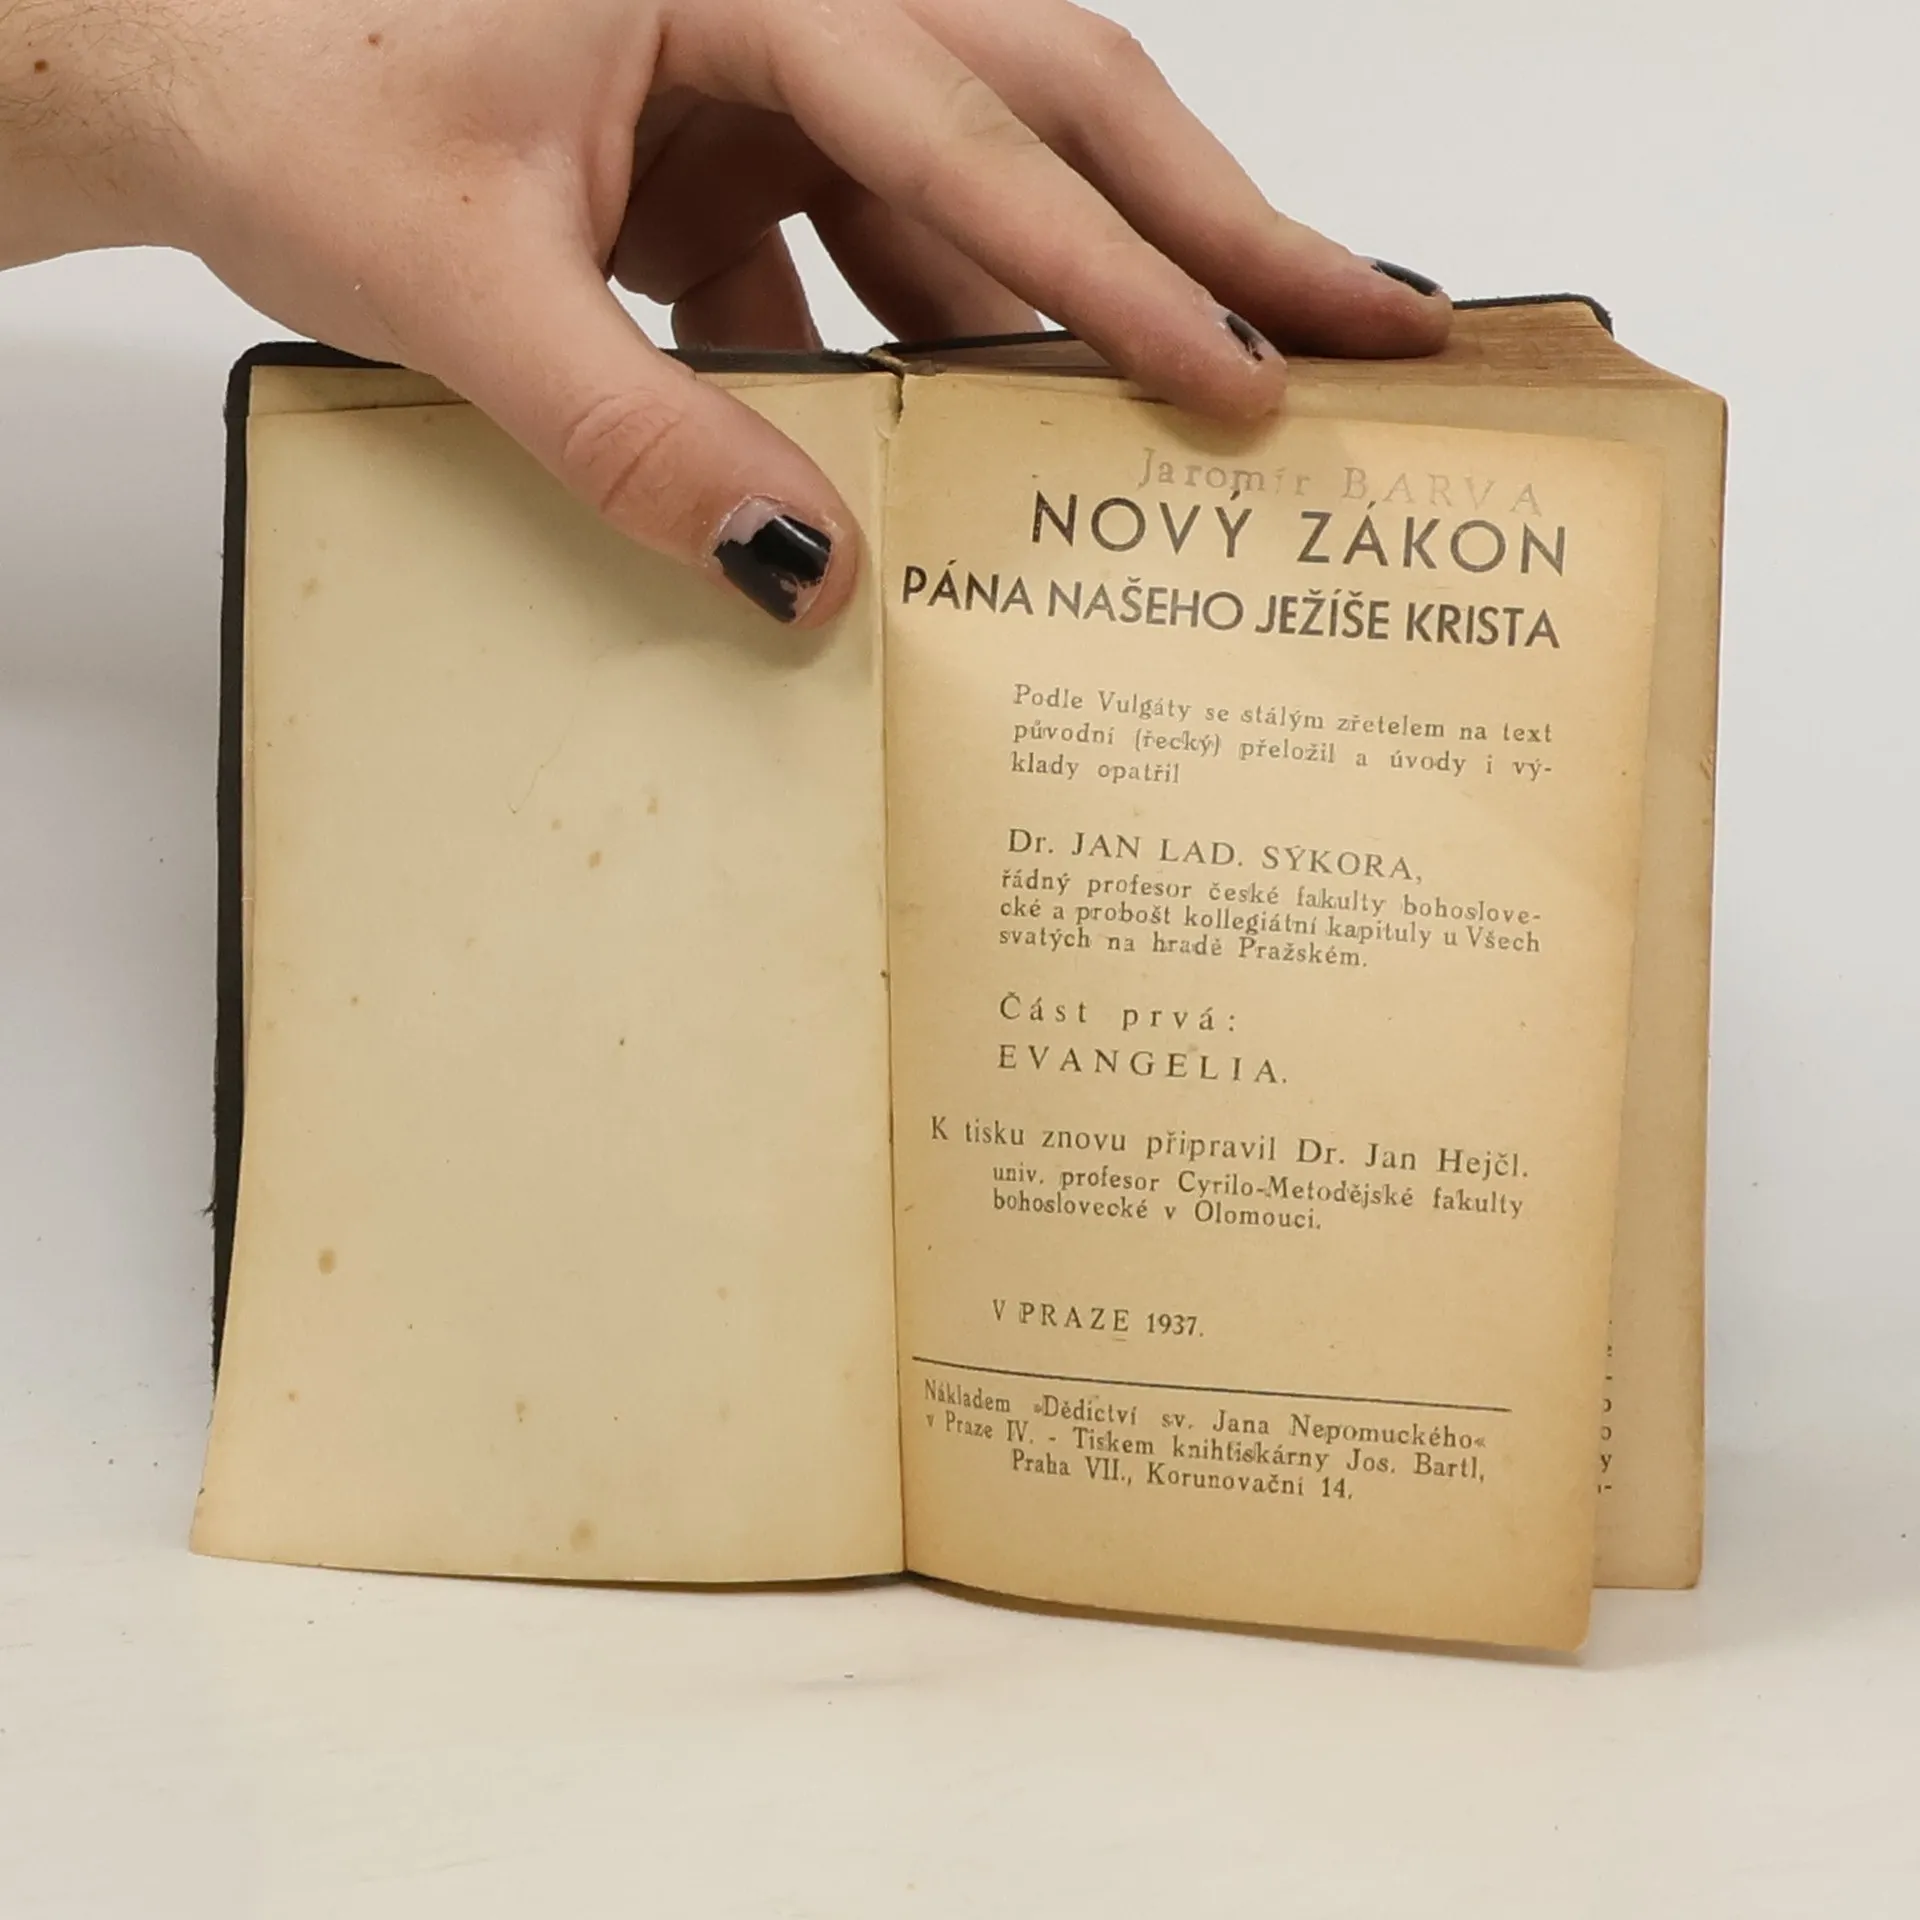 Jaromír BARVA
NOVÝ ZÁKON
PÁNA NAŠEHO JEŽÍŠE KRISTA
Podle Vulgáty se stálým zřetelem na text
původní (řecký) přeložil a úvody i vý-
klady opatřil
Dr. JAN LAD. SÝKORA,
řádný profesor české fakulty bohoslove-
cké a probošt kollegiátní kapituly u Všech
svatých na hradě Pražském.
Část prvá:
EVANGELIA.
K tisku znovu připravil Dr. Jan Hejčl.
univ. profesor Cyrilo-Metodějské fakulty
bohoslovecké v Olomouci.
V PRAZE 1937.
Nákladem »Dědictví sv. Jana Nepomuckého«
v Praze IV. - Tiskem knihtiskárny Jos. Bartl,
Praha VII., Korunovační 14.